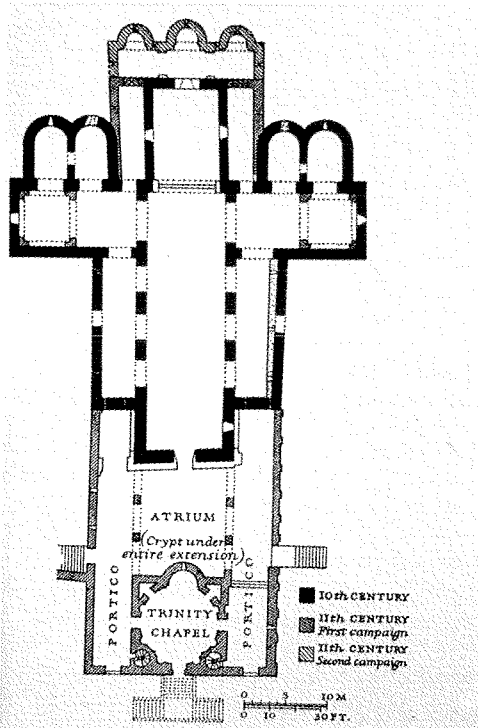 ATRIUM
(Crypt under
entire extension)
PORTICO
TRINITY
CHAPEL
PORTICO
10th CENTURY
11th CENTURY
First campaign
11th CENTURY
Second campaign
0 5 10 M
0 10 30 FT.